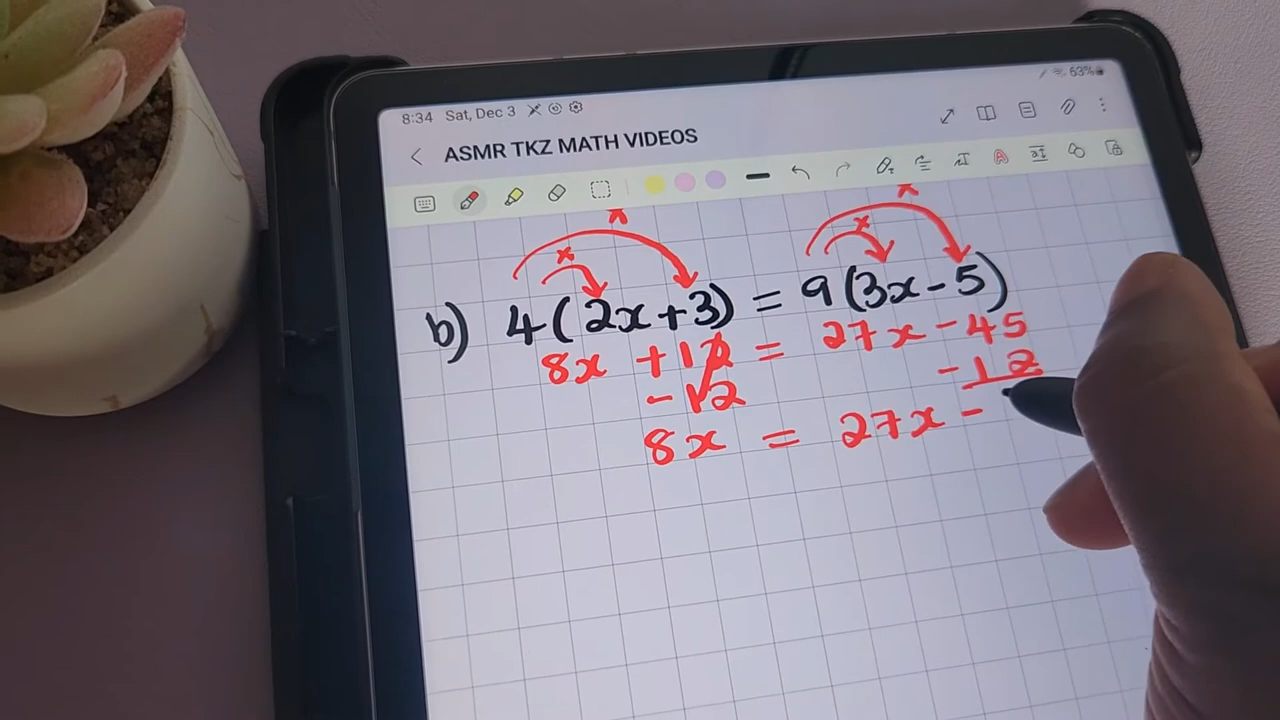 8:34 Sat, Dec 3 63%
ASMR TKZ MATH VIDEOS
x x x x
b) 4(2x+3) = 9(3x-5)
8x +12 = 27x -45
-12 -12
8x = 27x -